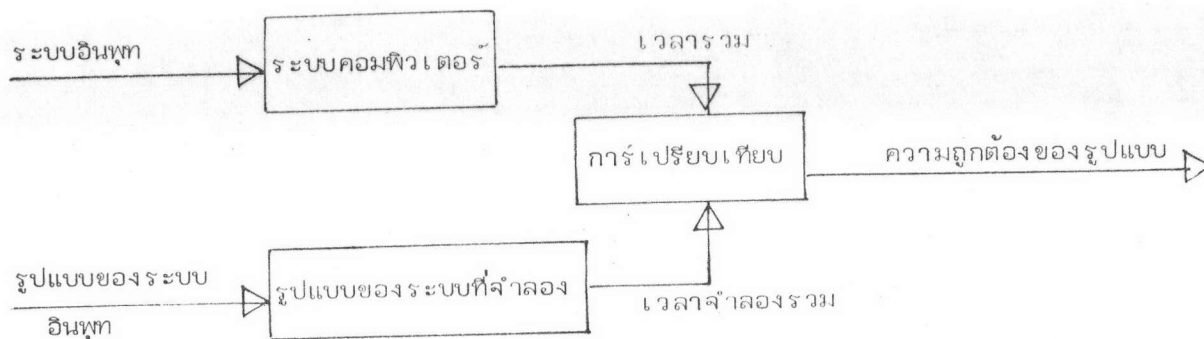 ระบบอินพุท
ระบบคอมพิวเตอร์
เวลารวม
การเปรียบเทียบ
ความถูกต้องของรูปแบบ
รูปแบบของระบบ
อินพุท
รูปแบบของระบบที่จำลอง
เวลาจำลองรวม